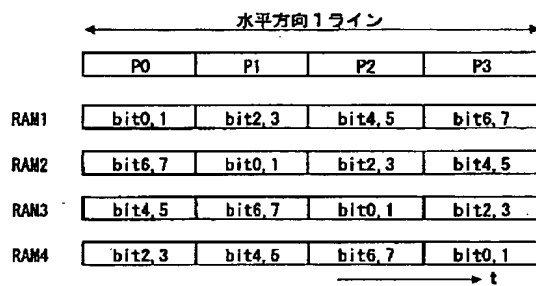 水平方向1ライン
P0 P1 P2 P3
RAM1 bit0,1 bit2,3 bit4,5 bit6,7
RAM2 bit6,7 bit0,1 bit2,3 bit4,5
RAM3 bit4,5 bit6,7 bit0,1 bit2,3
RAM4 bit2,3 bit4,5 bit6,7 bit0,1
t